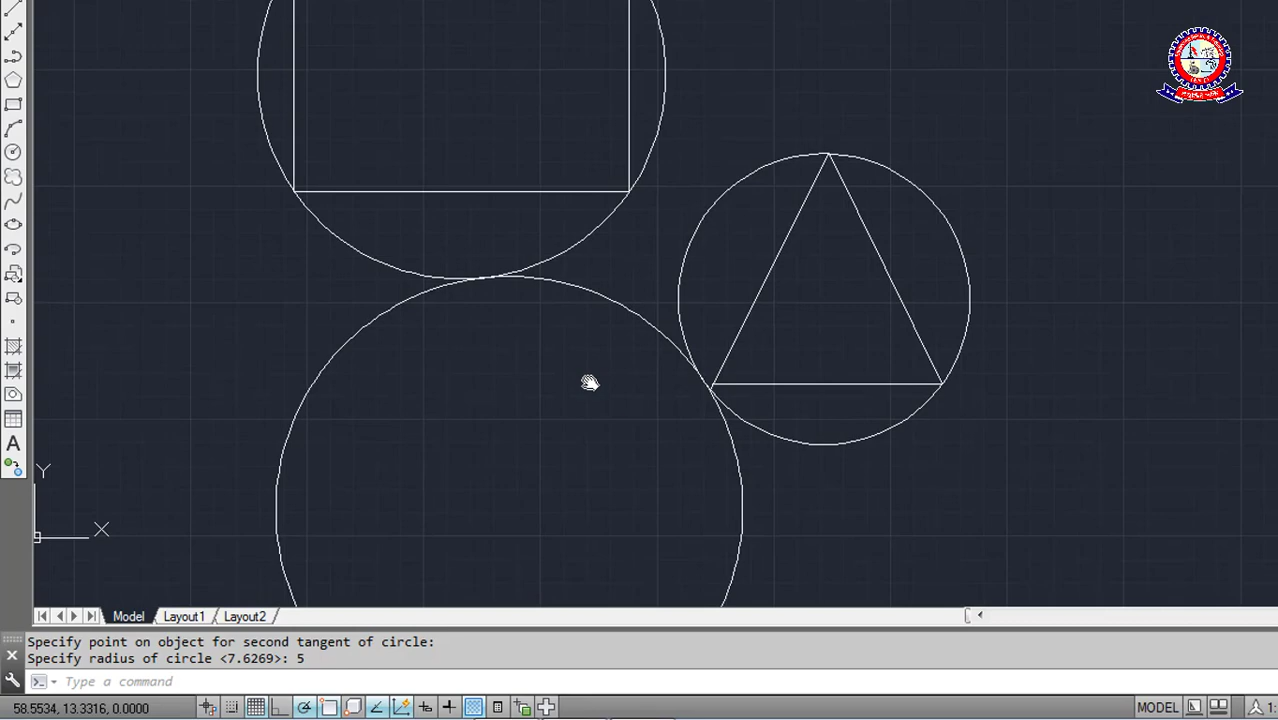 A
Y
X
Model Layout1 Layout2
Specify point on object for second tangent of circle:
Specify radius of circle <7.6269>: 5
Type a command
58.5534, 13.3316, 0.0000
MODEL
1: